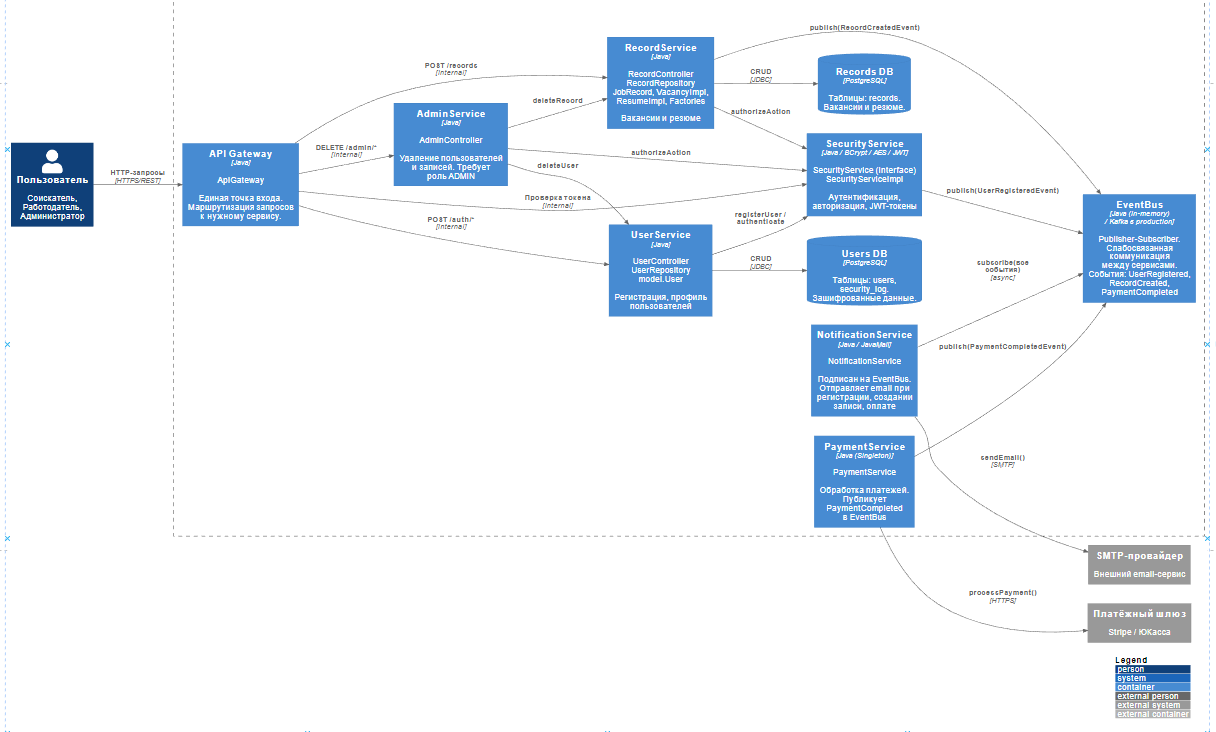 Пользователь
Соискатель,
Работодатель,
Администратор
HTTP-запросы
[HTTPS/REST]
API Gateway
[Java]
ApiGateway
Единая точка входа.
Маршрутизация запросов
к нужному сервису.
POST /records
[Internal]
DELETE /admin/*
[Internal]
Проверка токена
[Internal]
POST /auth/*
[Internal]
AdminService
[Java]
AdminController
Удаление пользователей
и записей. Требует
роль ADMIN
deleteRecord
authorizeAction
deleteUser
RecordService
[Java]
RecordController
RecordRepository
JobRecord, VacancyImpl,
ResumeImpl, Factories
Вакансии и резюме
publish(RecordCreatedEvent)
CRUD
[JDBC]
authorizeAction
Records DB
[PostgreSQL]
Таблицы: records.
Вакансии и резюме.
SecurityService
[Java / BCrypt / AES / JWT]
SecurityService (Interface)
SecurityServiceImpl
Аутентификация,
авторизация, JWT-токены
publish(UserRegisteredEvent)
UserService
[Java]
UserController
UserRepository
model.User
Регистрация, профиль
пользователей
registerUser /
authenticate
CRUD
[JDBC]
Users DB
[PostgreSQL]
Таблицы: users,
security_log.
Зашифрованные данные.
EventBus
[Java (in-memory)
/ Kafka в production]
Publisher-Subscriber.
Слабосвязанная
коммуникация
между сервисами.
События: UserRegistered,
RecordCreated,
PaymentCompleted
subscribe(все
события)
[async]
NotificationService
[Java / JavaMail]
NotificationService
Подписан на EventBus.
Отправляет email при
регистрации, создании
записи, оплате
publish(PaymentCompletedEvent)
PaymentService
[Java (Singleton)]
PaymentService
Обработка платежей.
Публикует
PaymentCompleted
в EventBus
sendEmail()
[SMTP]
SMTP-провайдер
Внешний email-сервис
processPayment()
[HTTPS]
Платёжный шлюз
Stripe / ЮКасса
Legend
person
system
container
external person
external system
external container